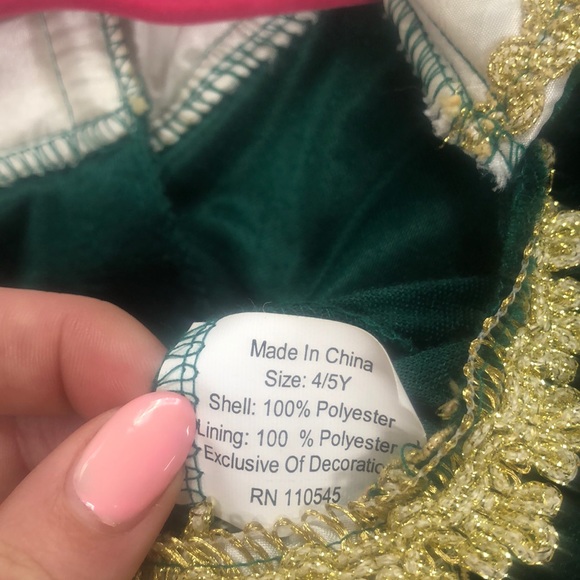 Made In China
Size: 4/5Y
Shell: 100% Polyester
Lining: 100 % Polyester
Exclusive Of Decoratio
RN 110545